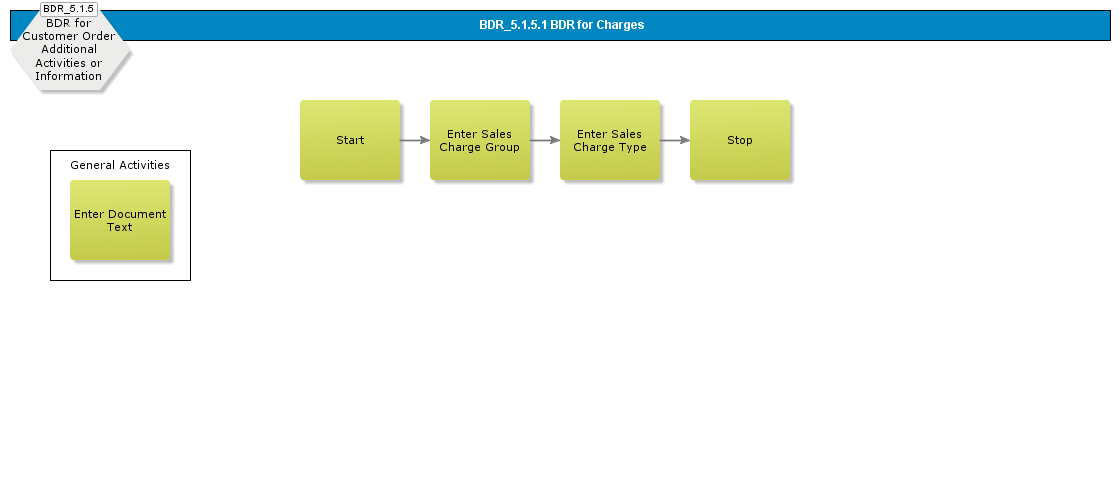 BDR_5.1.5
BDR for
Customer Order
Additional
Activities or
Information
BDR_5.1.5.1 BDR for Charges
Start
Enter Sales
Charge Group
Enter Sales
Charge Type
Stop
General Activities
Enter Document
Text